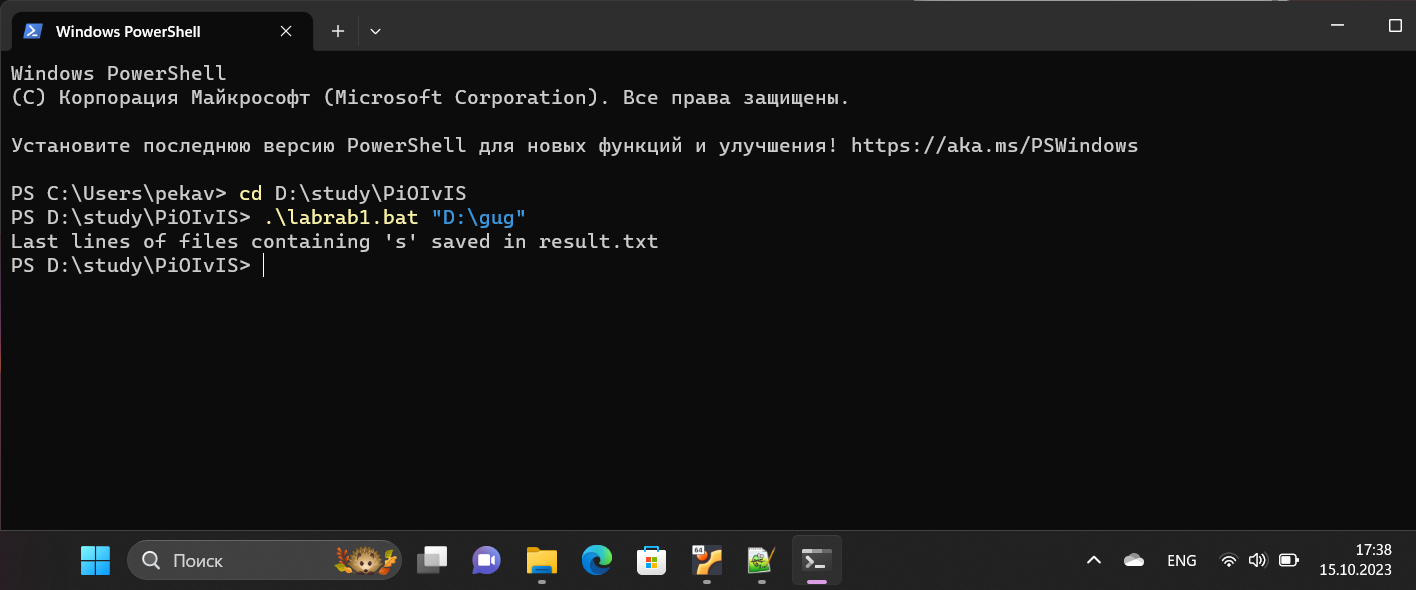 Windows PowerShell
Windows PowerShell
(C) Корпорация Майкрософт (Microsoft Corporation). Все права защищены.
Установите последнюю версию PowerShell для новых функций и улучшения! https://aka.ms/PSWindows
PS C:\Users\pekav> cd D:\study\PiOIvIS
PS D:\study\PiOIvIS> .\labrab1.bat "D:\gug"
Last lines of files containing 's' saved in result.txt
PS D:\study\PiOIvIS>
Поиск
64
ENG
17:38
15.10.2023